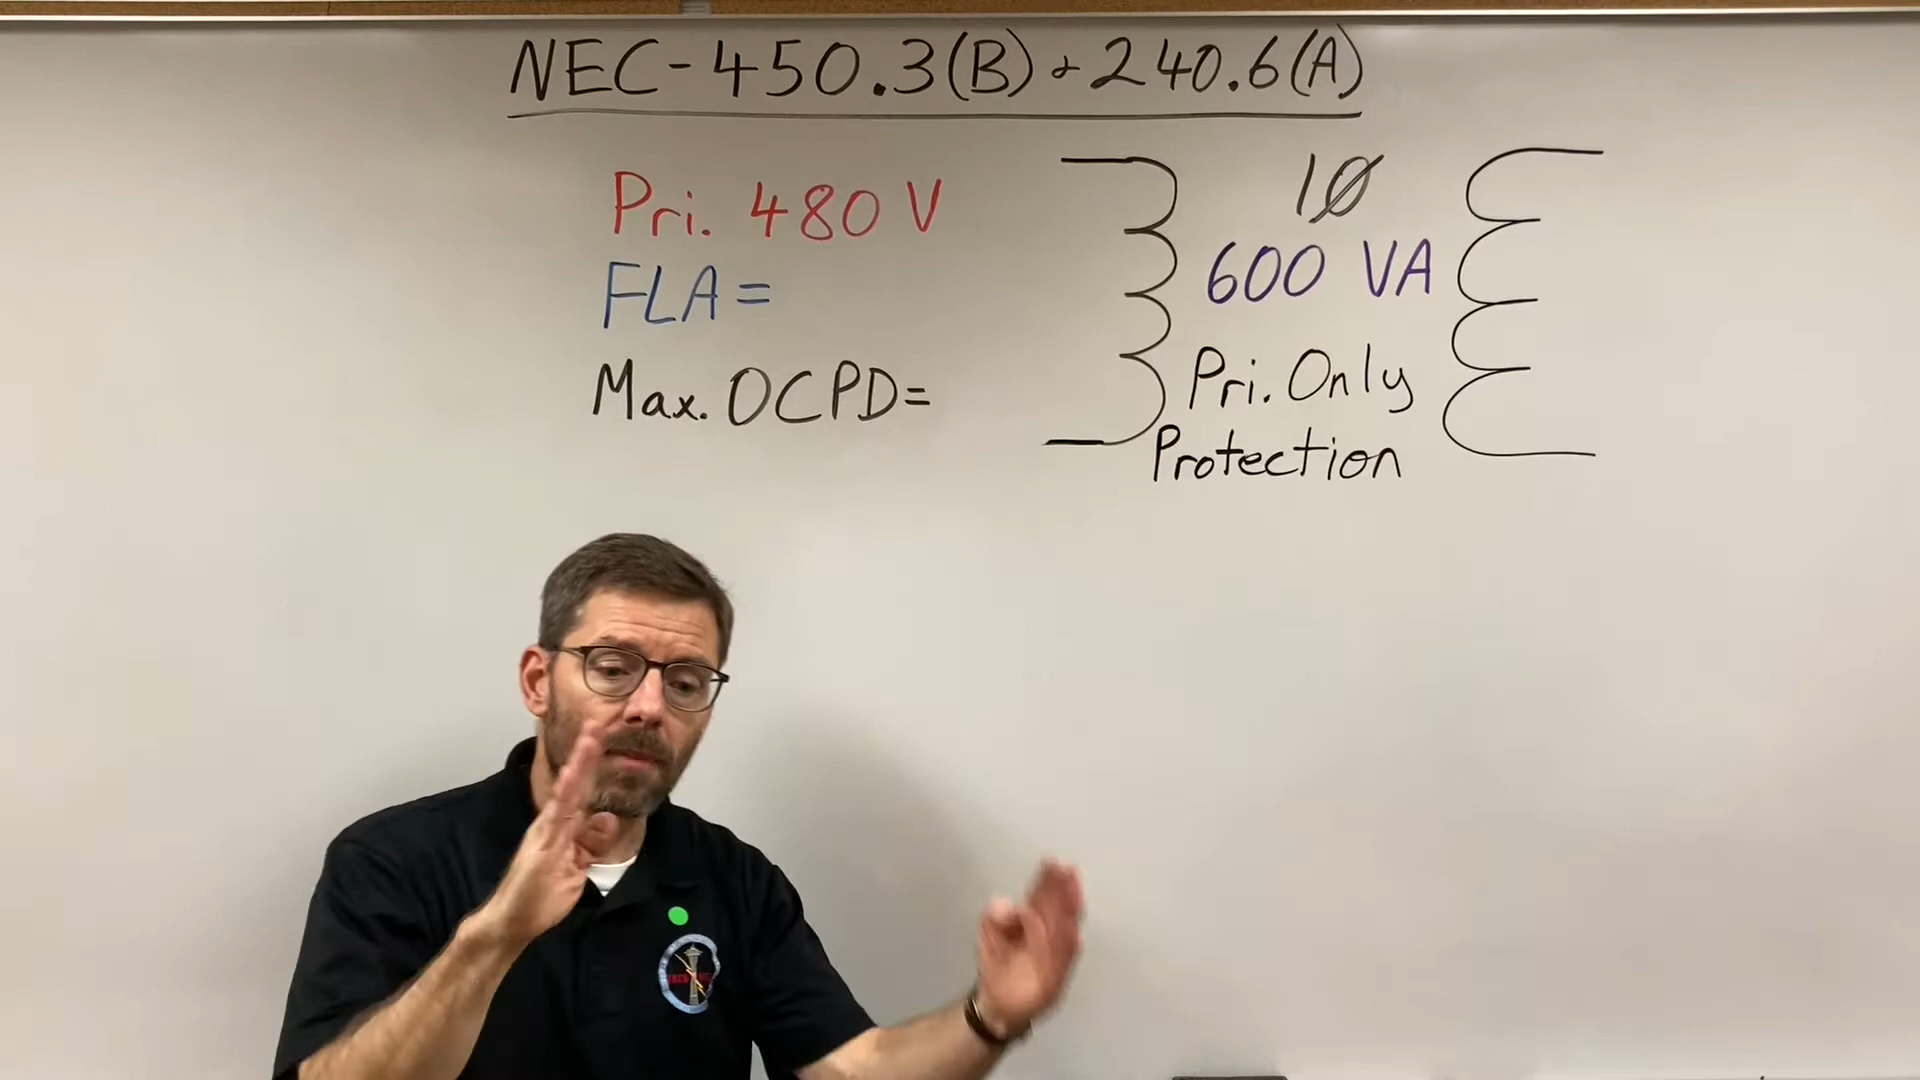 NEC-450.3(B)+240.6(A)
Pri. 480 V
FLA=
Max. OCPD=
1Ø
600 VA
Pri. Only
Protection